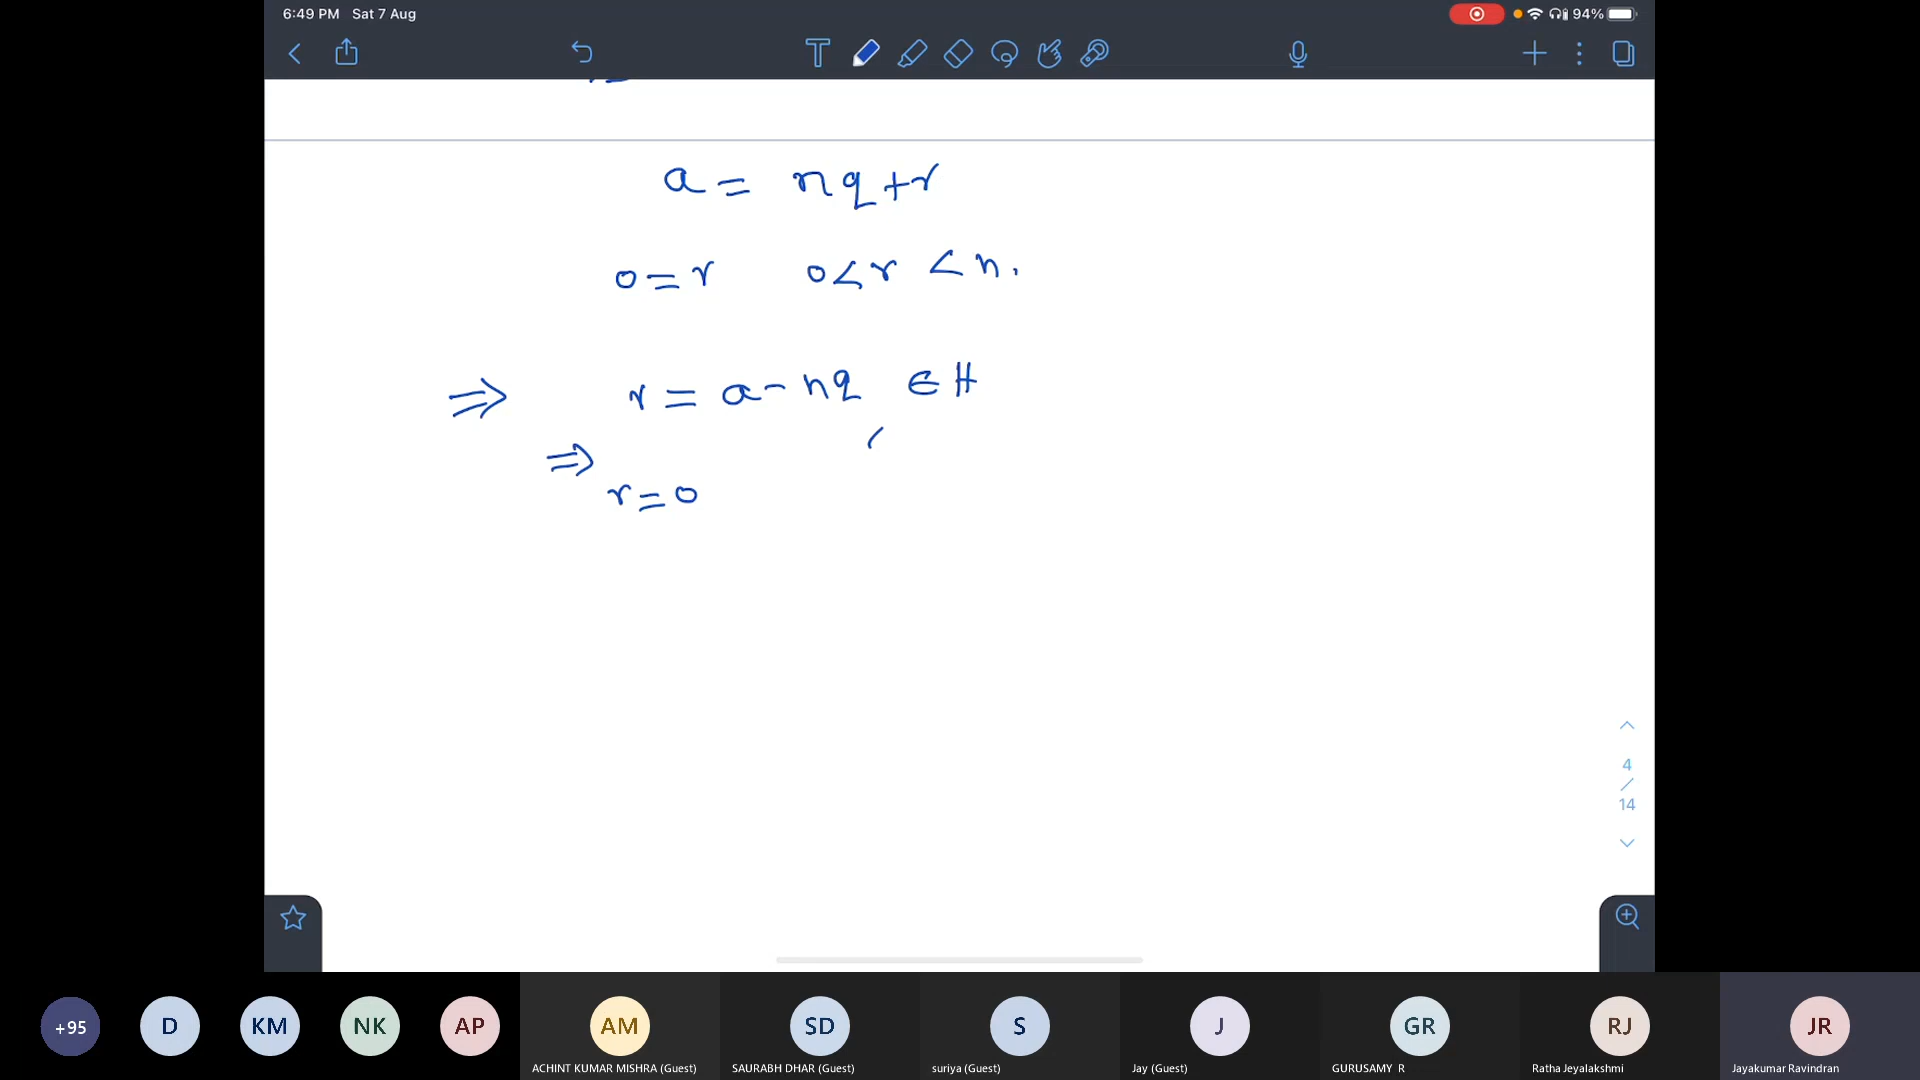 6:49 PM Sat 7 Aug
94%
a = nq + r
0 = r 0 < r < n.
⇒ r = a - nq ∈ H
⇒
r = 0
4
/
14
+95 D KM NK AP AM SD S J GR RJ JR
ACHINT KUMAR MISHRA (Guest) SAURABH DHAR (Guest) suriya (Guest) Jay (Guest) GURUSAMY R Ratha Jeyalakshmi Jayakumar Ravindran